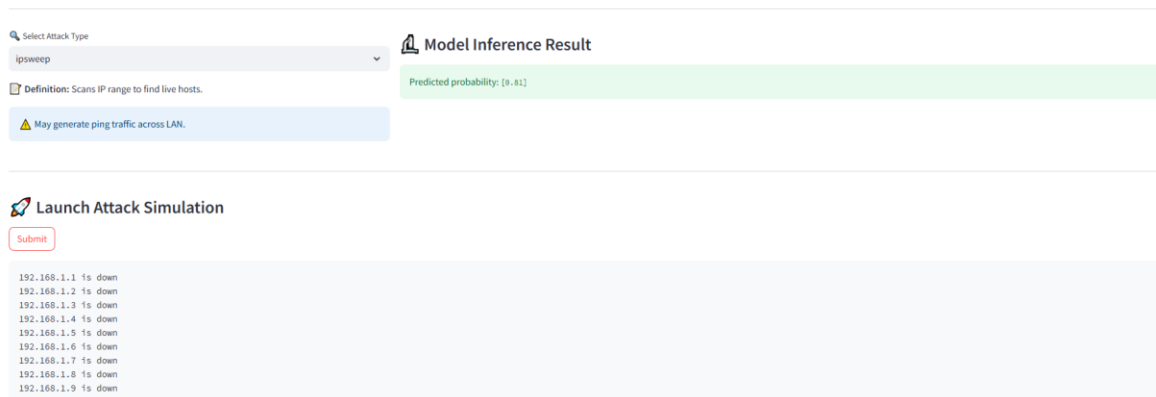 Select Attack Type
ipsweep
Definition: Scans IP range to find live hosts.
May generate ping traffic across LAN.
Model Inference Result
Predicted probability: [0.81]
Launch Attack Simulation
Submit
192.168.1.1 is down
192.168.1.2 is down
192.168.1.3 is down
192.168.1.4 is down
192.168.1.5 is down
192.168.1.6 is down
192.168.1.7 is down
192.168.1.8 is down
192.168.1.9 is down